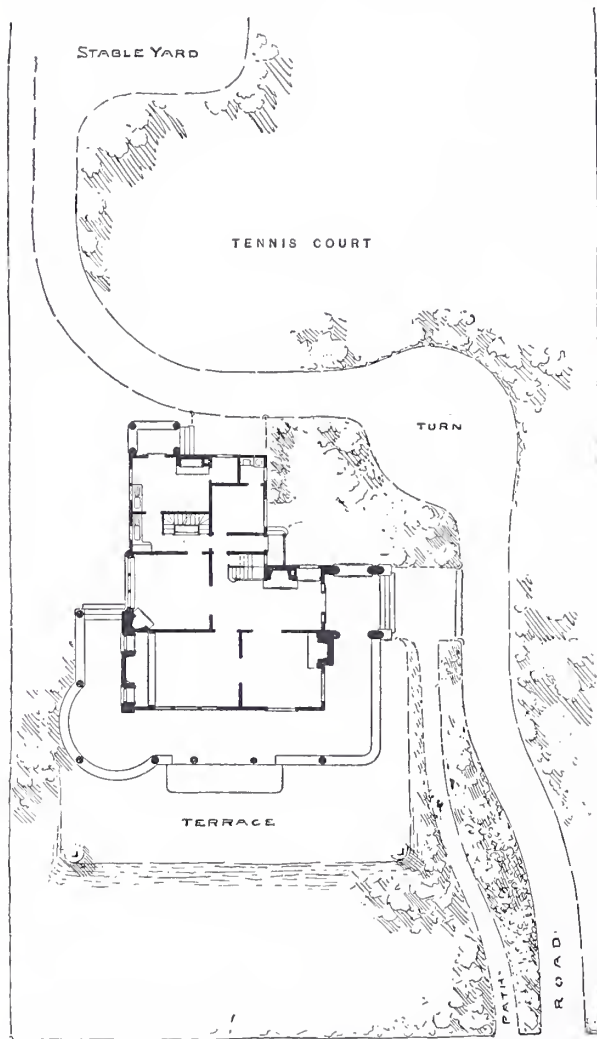 STABLE YARD
TENNIS COURT
TURN
TERRACE
PATH
ROAD